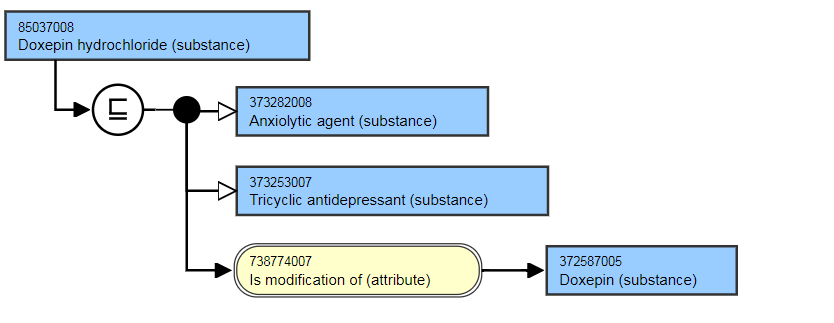 85037008
Doxepin hydrochloride (substance)
⊑
373282008
Anxiolytic agent (substance)
373253007
Tricyclic antidepressant (substance)
738774007
Is modification of (attribute)
372587005
Doxepin (substance)